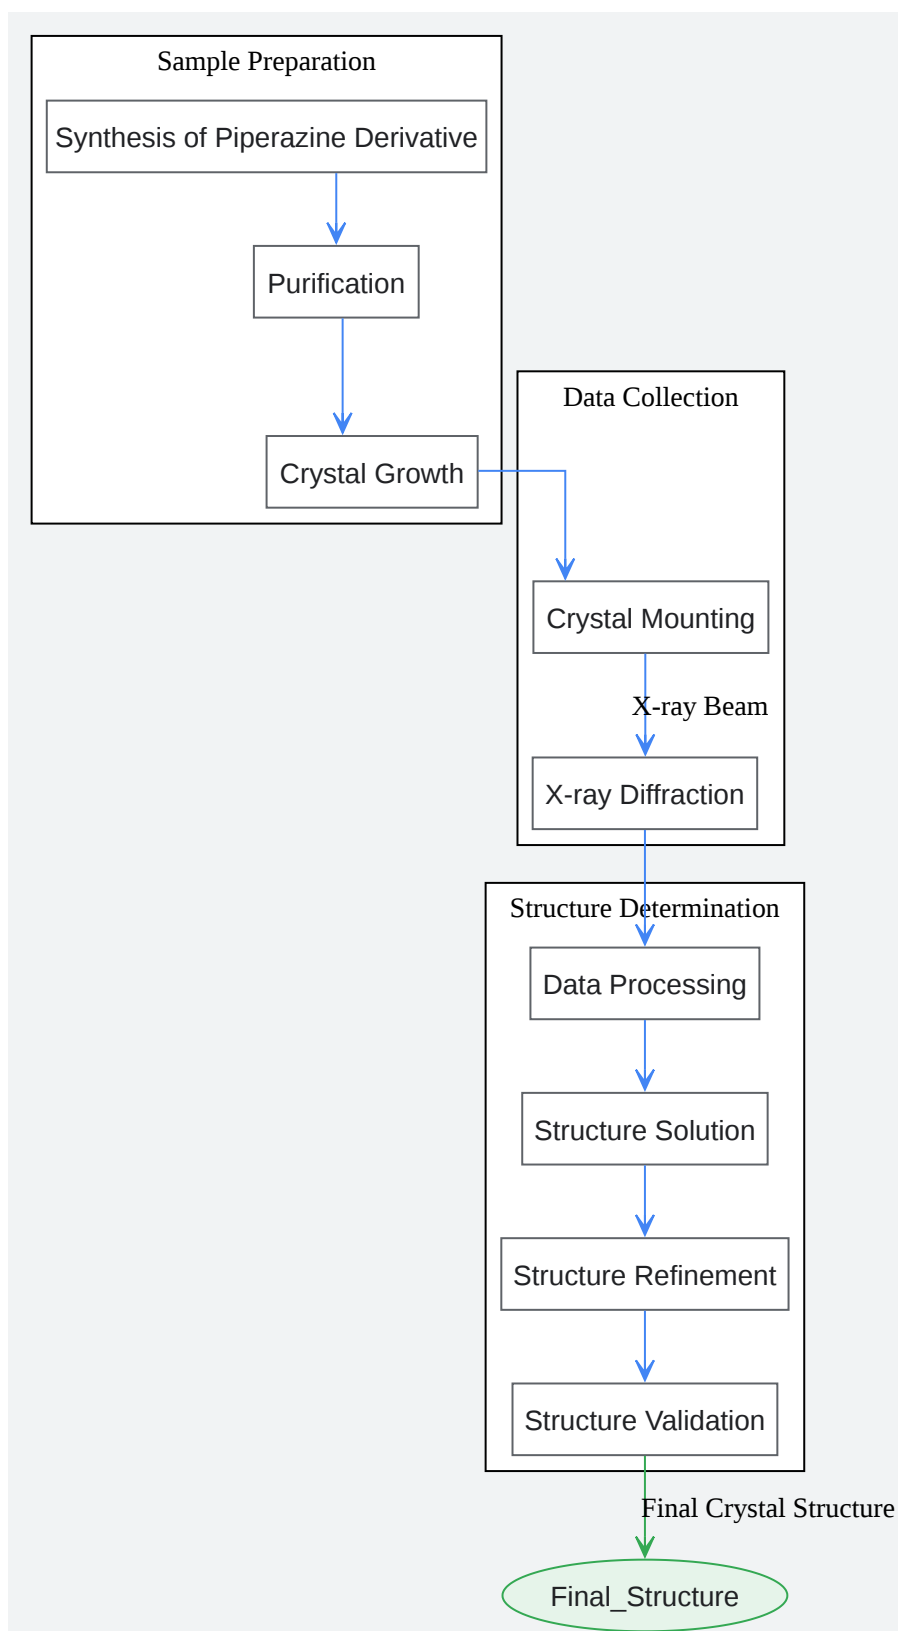 Sample Preparation
Synthesis of Piperazine Derivative
Purification
Crystal Growth
Data Collection
Crystal Mounting
X-ray Beam
X-ray Diffraction
Structure Determination
Data Processing
Structure Solution
Structure Refinement
Structure Validation
Final Crystal Structure
Final_Structure